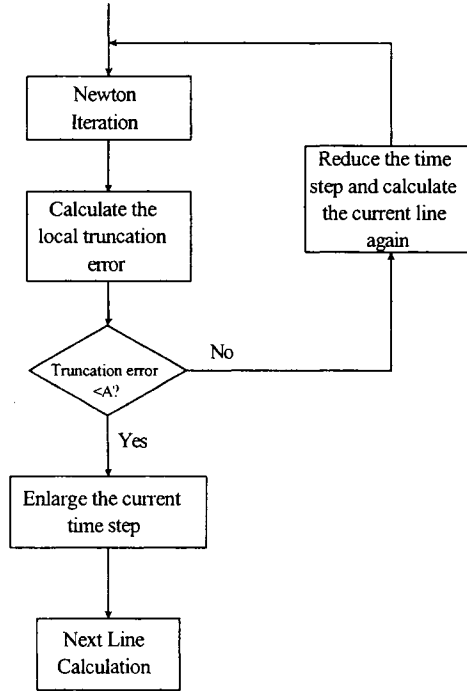 Newton
Iteration
Calculate the
local truncation
error
Truncation error
<A?
No
Reduce the time
step and calculate
the current line
again
Yes
Enlarge the current
time step
Next Line
Calculation